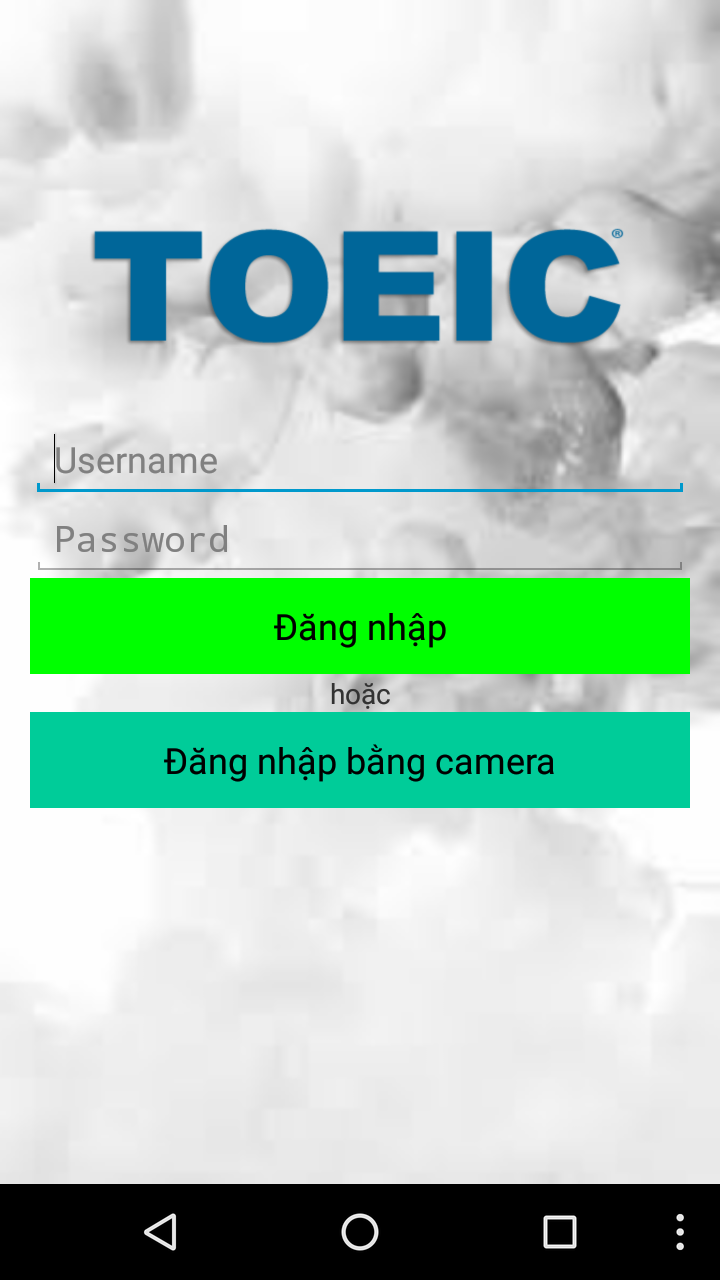 TOEIC®
Username
Password
Đăng nhập
hoặc
Đăng nhập bằng camera